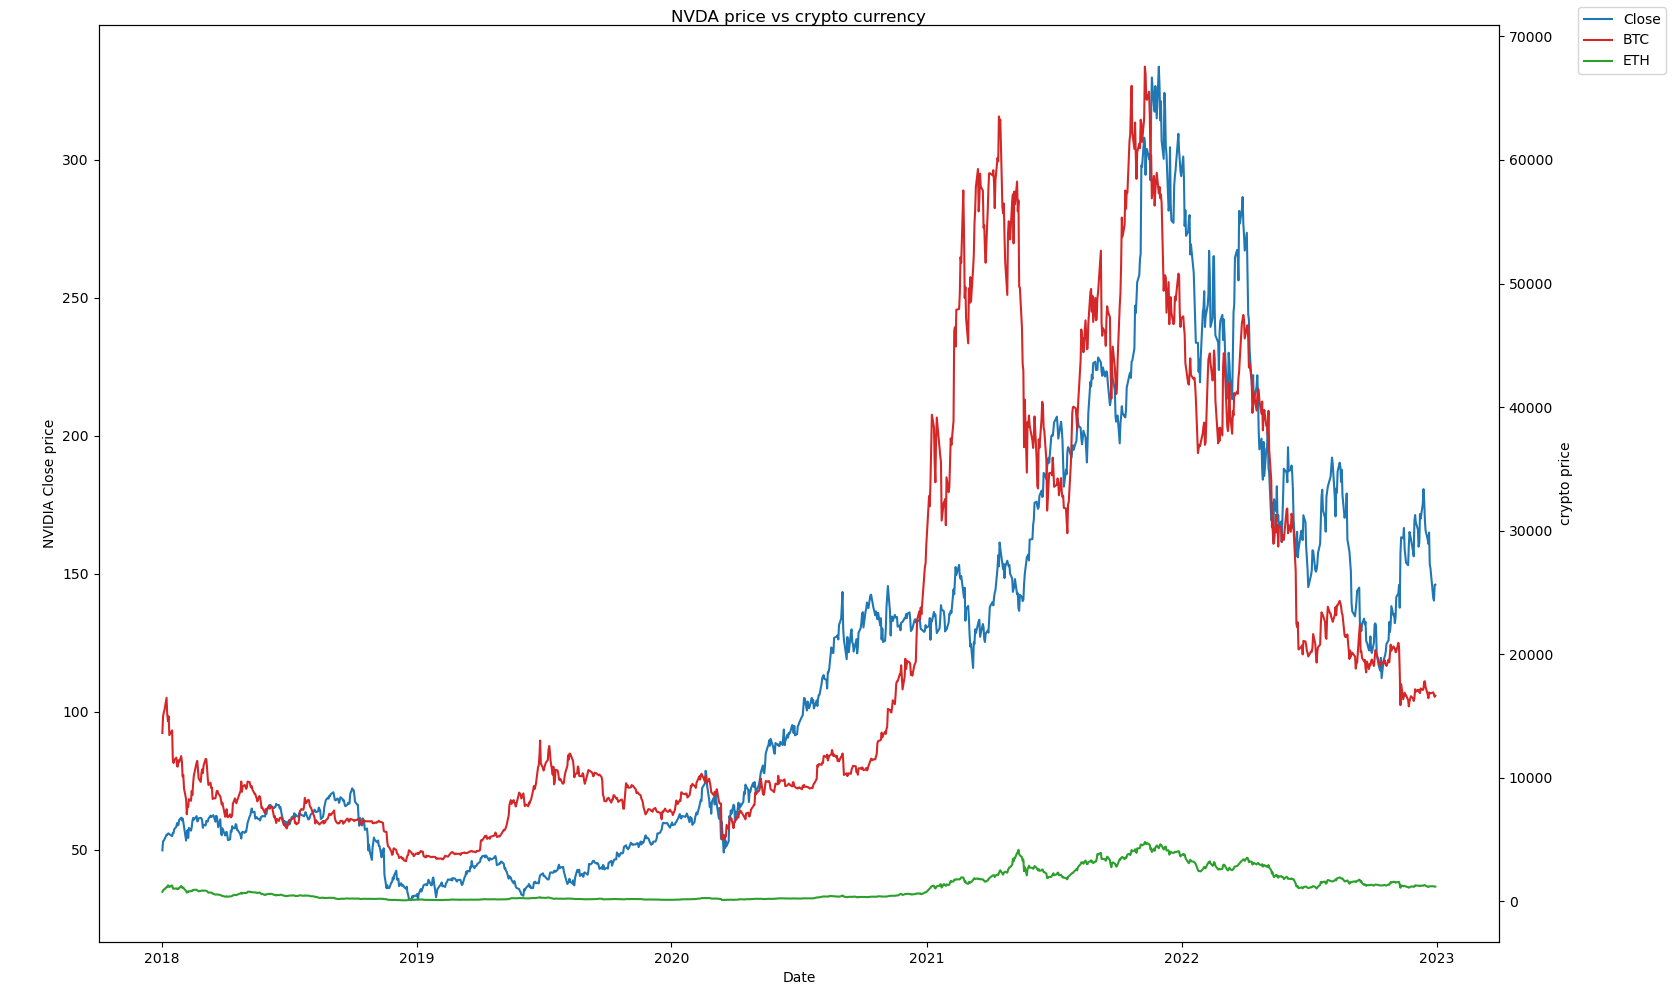 NVDA price vs crypto currency
Close
BTC
ETH
NVIDIA Close price
300
250
200
150
100
50
70000
60000
50000
40000
30000
20000
10000
0
crypto price
2018 2019 2020 2021 2022 2023
Date